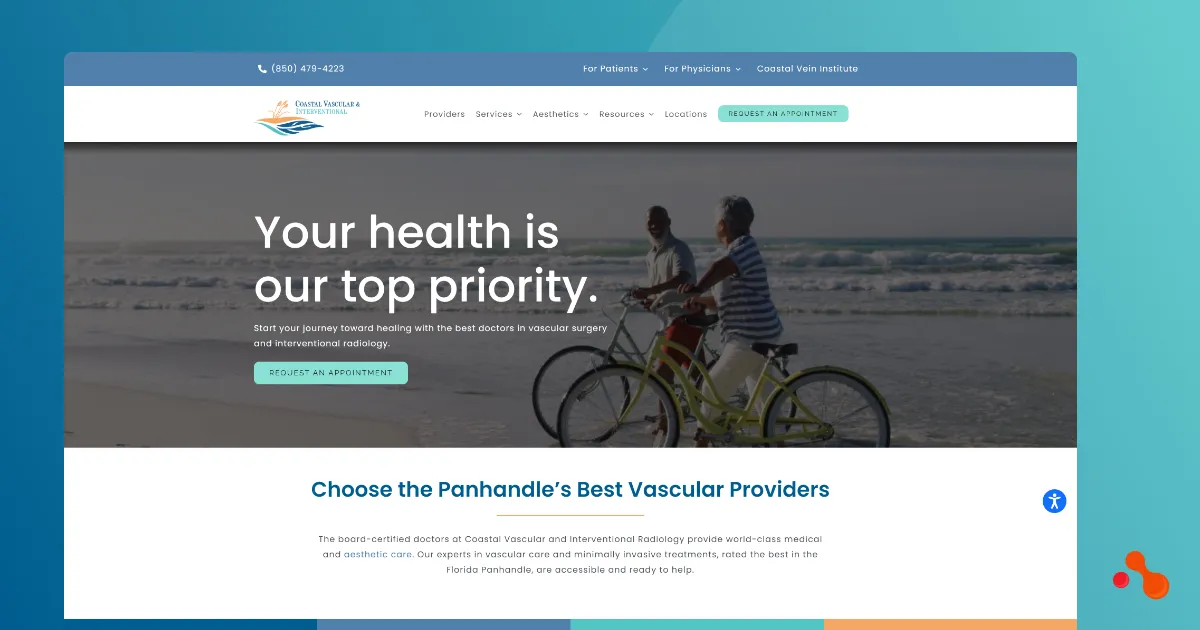 (850) 479-4223
For Patients
For Physicians
Coastal Vein Institute
COASTAL VASCULAR &
INTERVENTIONAL
Providers
Services
Aesthetics
Resources
Locations
REQUEST AN APPOINTMENT
Your health is
our top priority.
Start your journey toward healing with the best doctors in vascular surgery
and interventional radiology.
REQUEST AN APPOINTMENT
Choose the Panhandle’s Best Vascular Providers
The board-certified doctors at Coastal Vascular and Interventional Radiology provide world-class medical
and aesthetic care. Our experts in vascular care and minimally invasive treatments, rated the best in the
Florida Panhandle, are accessible and ready to help.